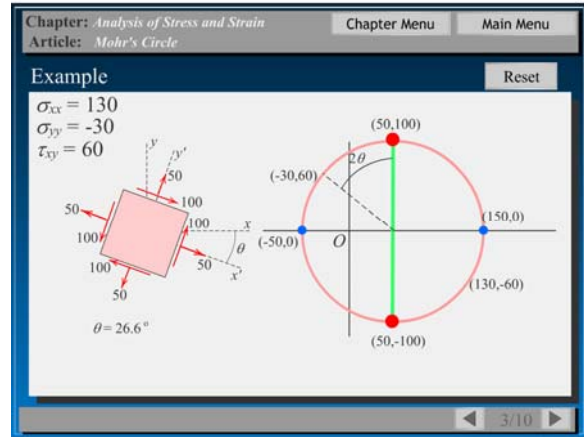 Chapter: Analysis of Stress and Strain
Chapter Menu
Main Menu
Article: Mohr's Circle
Example
Reset
σxx = 130
σyy = -30
τxy = 60
y
y'
50
100
50
100
100
x
θ
50
x'
100
50
θ = 26.6°
(50,100)
2θ
(-30,60)
(150,0)
(-50,0)
O
(130,-60)
(50,-100)
3/10